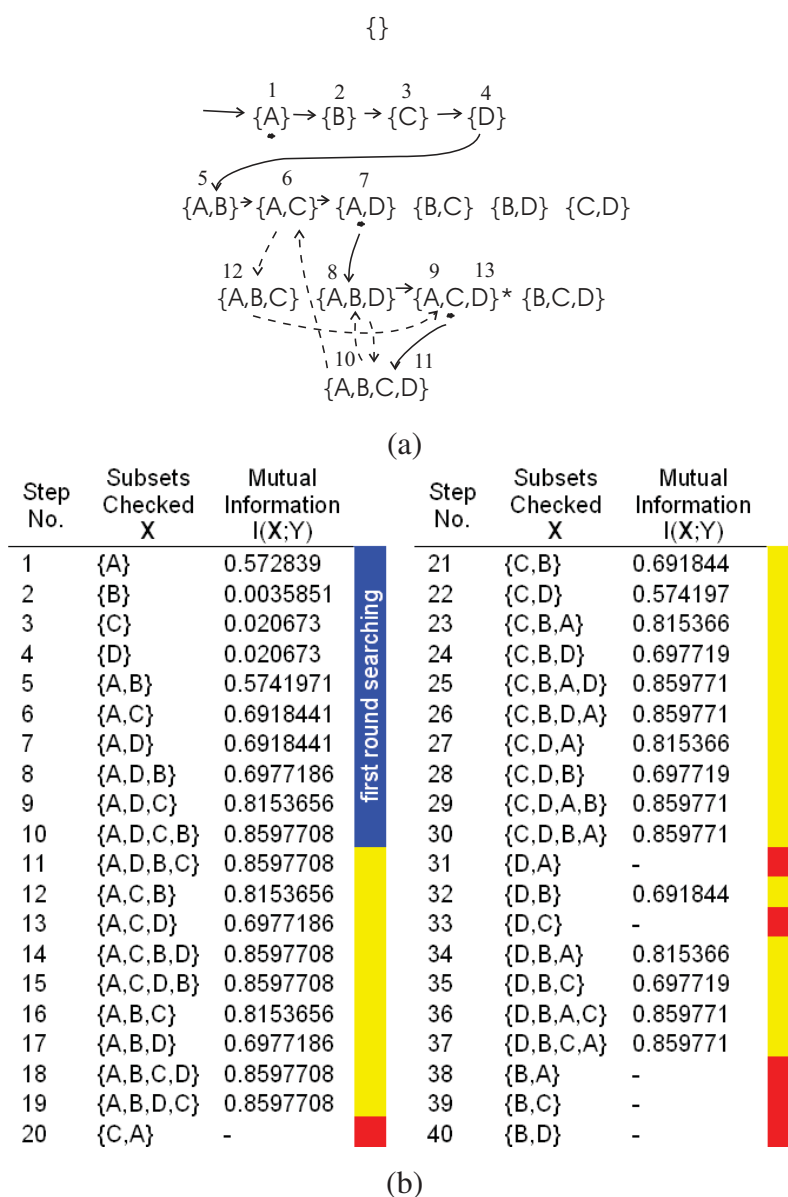 {}
1 2 3 4
{A} {B} {C} {D}
5 6 7
{A,B} {A,C} {A,D} {B,C} {B,D} {C,D}
12 8 9 13
{A,B,C} {A,B,D} {A,C,D}* {B,C,D}
10 11
{A,B,C,D}
(a)
Step No. Subsets Checked X Mutual Information I(X;Y)
1 {A} 0.572839
2 {B} 0.0035851
3 {C} 0.020673
4 {D} 0.020673
5 {A,B} 0.5741971
6 {A,C} 0.6918441
7 {A,D} 0.6918441
8 {A,D,B} 0.6977186
9 {A,D,C} 0.8153656
10 {A,D,C,B} 0.8597708
11 {A,D,B,C} 0.8597708
12 {A,C,B} 0.8153656
13 {A,C,D} 0.6977186
14 {A,C,B,D} 0.8597708
15 {A,C,D,B} 0.8597708
16 {A,B,C} 0.8153656
17 {A,B,D} 0.6977186
18 {A,B,C,D} 0.8597708
19 {A,B,D,C} 0.8597708
20 {C,A} -
first round searching
Step No. Subsets Checked X Mutual Information I(X;Y)
21 {C,B} 0.691844
22 {C,D} 0.574197
23 {C,B,A} 0.815366
24 {C,B,D} 0.697719
25 {C,B,A,D} 0.859771
26 {C,B,D,A} 0.859771
27 {C,D,A} 0.815366
28 {C,D,B} 0.697719
29 {C,D,A,B} 0.859771
30 {C,D,B,A} 0.859771
31 {D,A} -
32 {D,B} 0.691844
33 {D,C} -
34 {D,B,A} 0.815366
35 {D,B,C} 0.697719
36 {D,B,A,C} 0.859771
37 {D,B,C,A} 0.859771
38 {B,A} -
39 {B,C} -
40 {B,D} -
(b)